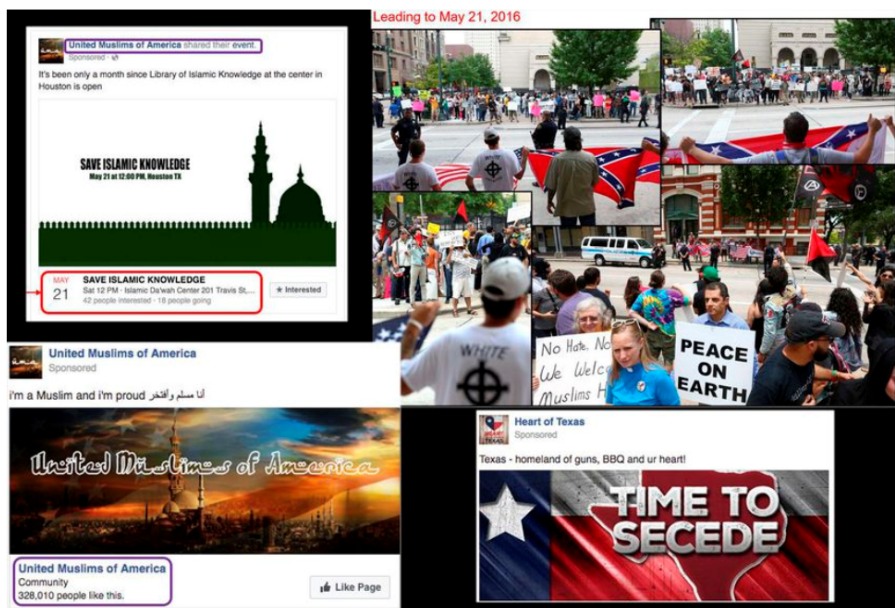 Leading to May 21, 2016
United Muslims of America shared their event.
Sponsored ·
It's been only a month since Library of Islamic Knowledge at the center in
Houston is open
SAVE ISLAMIC KNOWLEDGE
May 21 at 12:00 PM, Houston TX
MAY
21
SAVE ISLAMIC KNOWLEDGE
Sat 12 PM · Islamic Da'wah Center 201 Travis St,...
42 people interested · 18 people going
★ Interested
WHITE
No Hate. No
We Welc
Muslims H
PEACE
ON
EARTH
United Muslims of America
Sponsored
i'm a Muslim and i'm proud أنا مسلم وأفتخر
United Muslims of America
United Muslims of America
Community
328,010 people like this.
Like Page
Heart of Texas
Sponsored
Texas - homeland of guns, BBQ and ur heart!
TIME TO
SECEDE